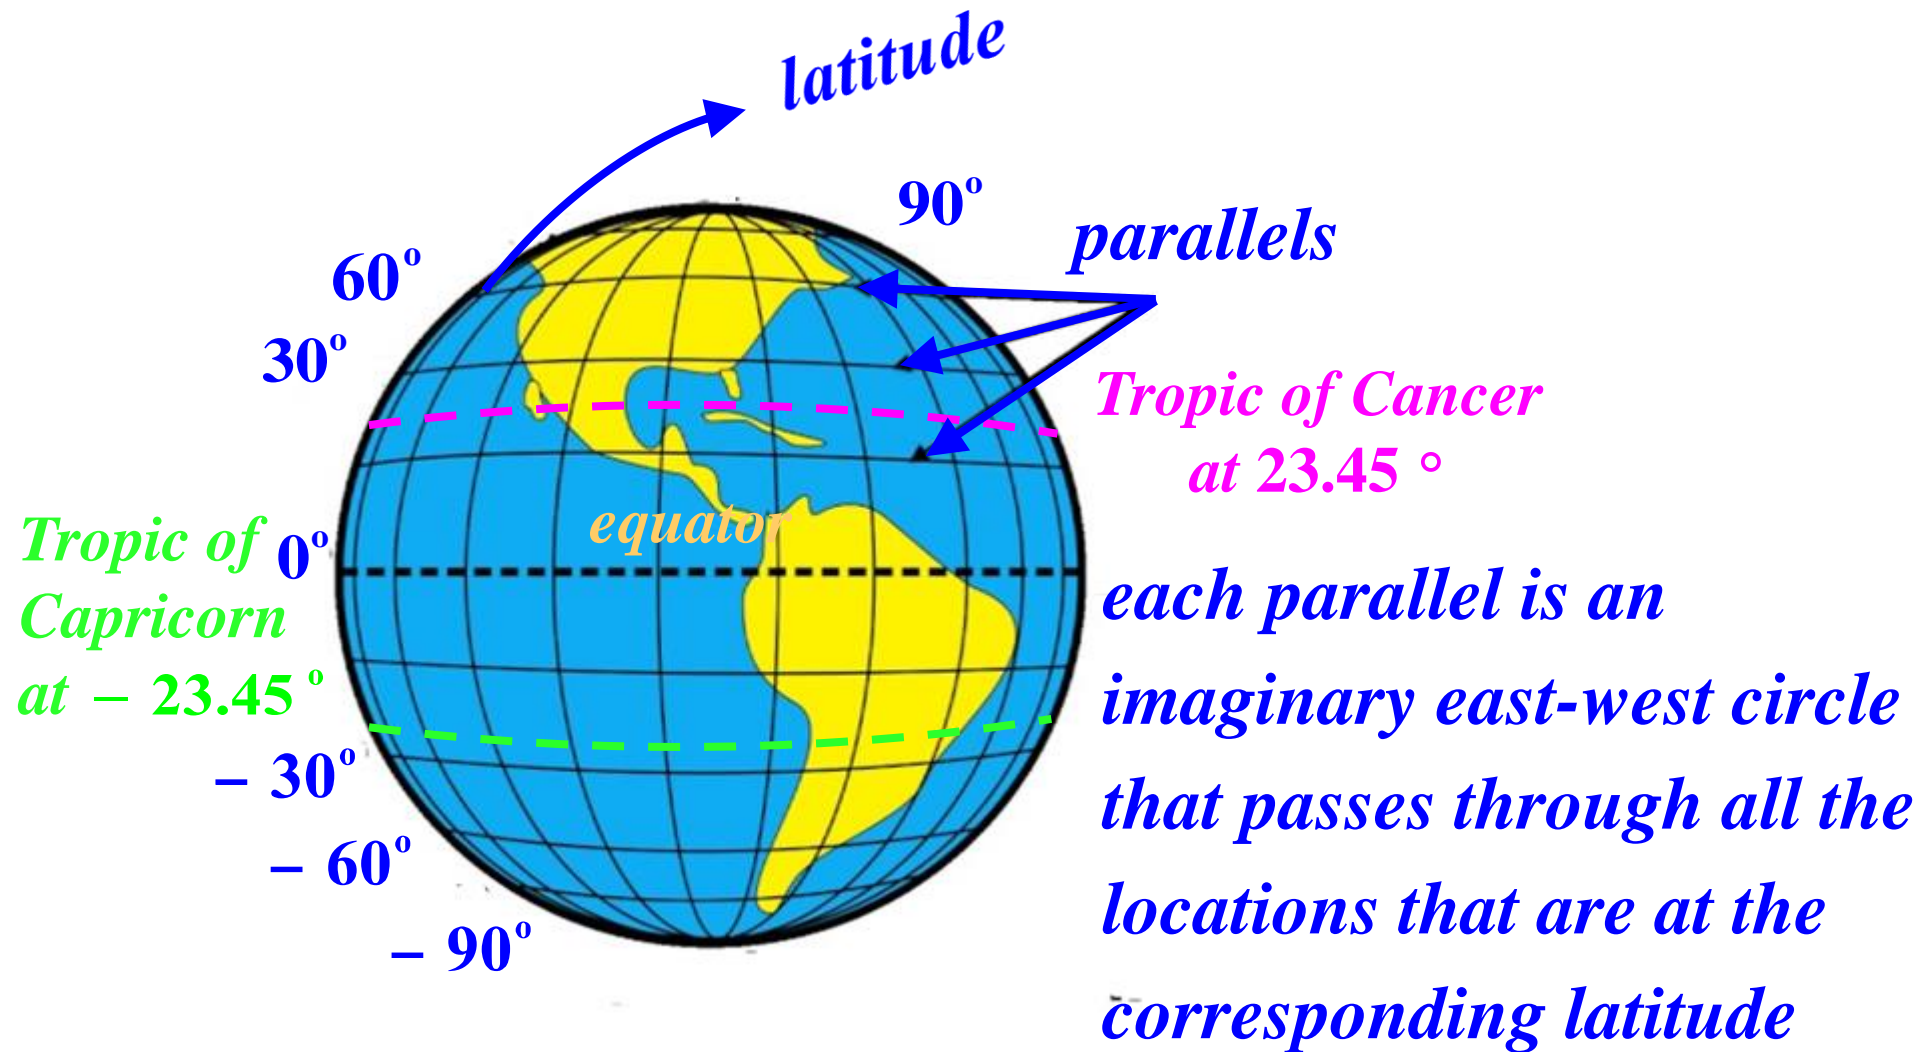 latitude
90°
60°
parallels
30°
Tropic of Cancer
at 23.45 °
equator
Tropic of
Capricorn
at – 23.45 °
0°
each parallel is an
imaginary east-west circle
that passes through all the
locations that are at the
corresponding latitude
– 30°
– 60°
– 90°